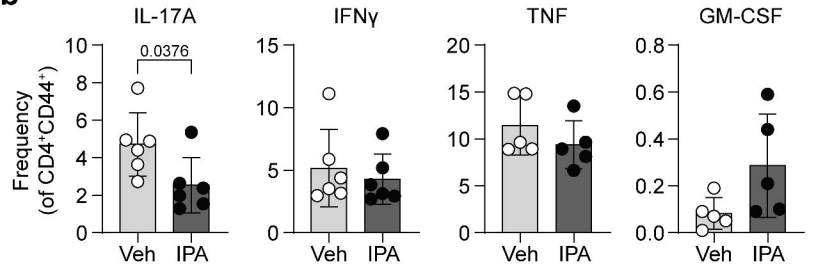 b
IL-17A
IFNγ
TNF
GM-CSF
Frequency
(of CD4⁺CD44⁺)
10
8
6
4
2
0
0.0376
Veh IPA
15
10
5
0
Veh IPA
20
15
10
5
0
Veh IPA
0.8
0.6
0.4
0.2
0.0
Veh IPA